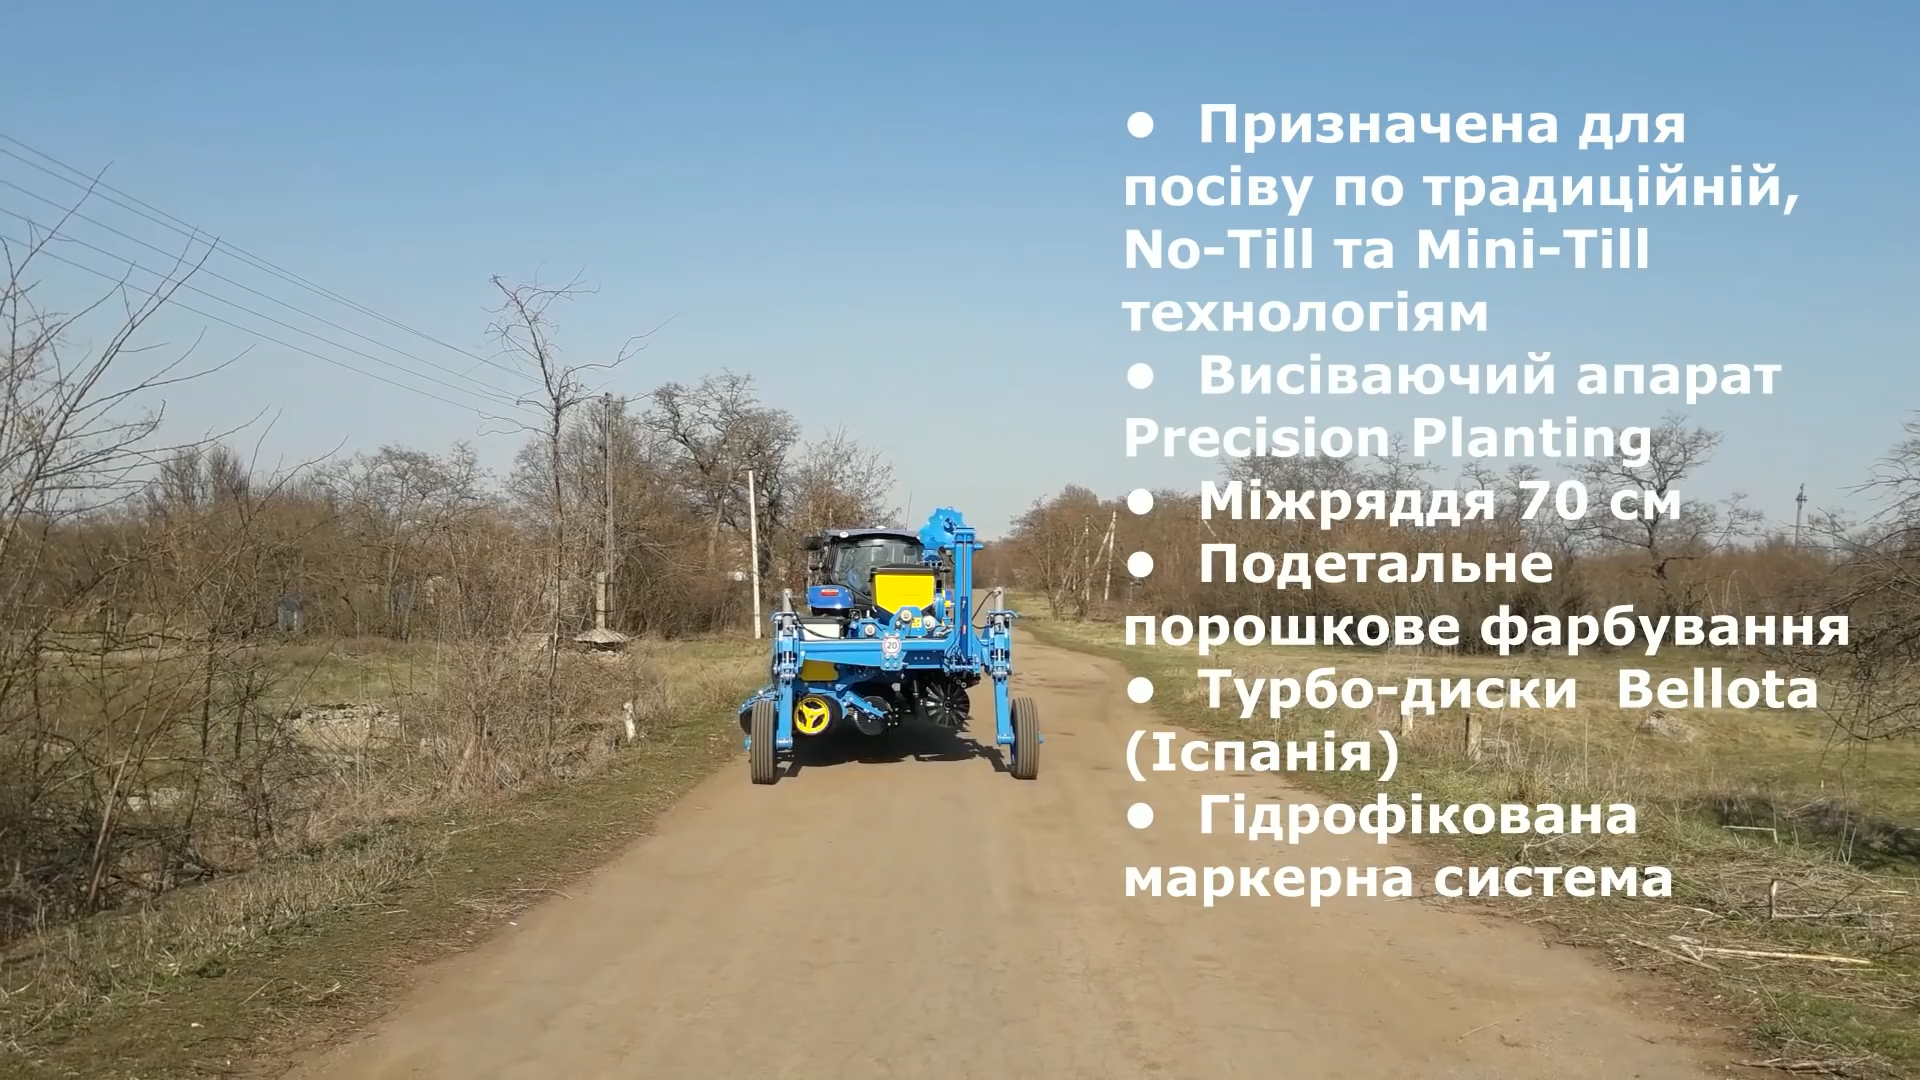 ● Призначена для
посіву по традиційній,
No-Till та Mini-Till
технологіям
● Висіваючий апарат
Precision Planting
● Міжряддя 70 см
● Подетальне
порошкове фарбування
● Турбо-диски Bellota
(Іспанія)
● Гідрофікована
маркерна система
20